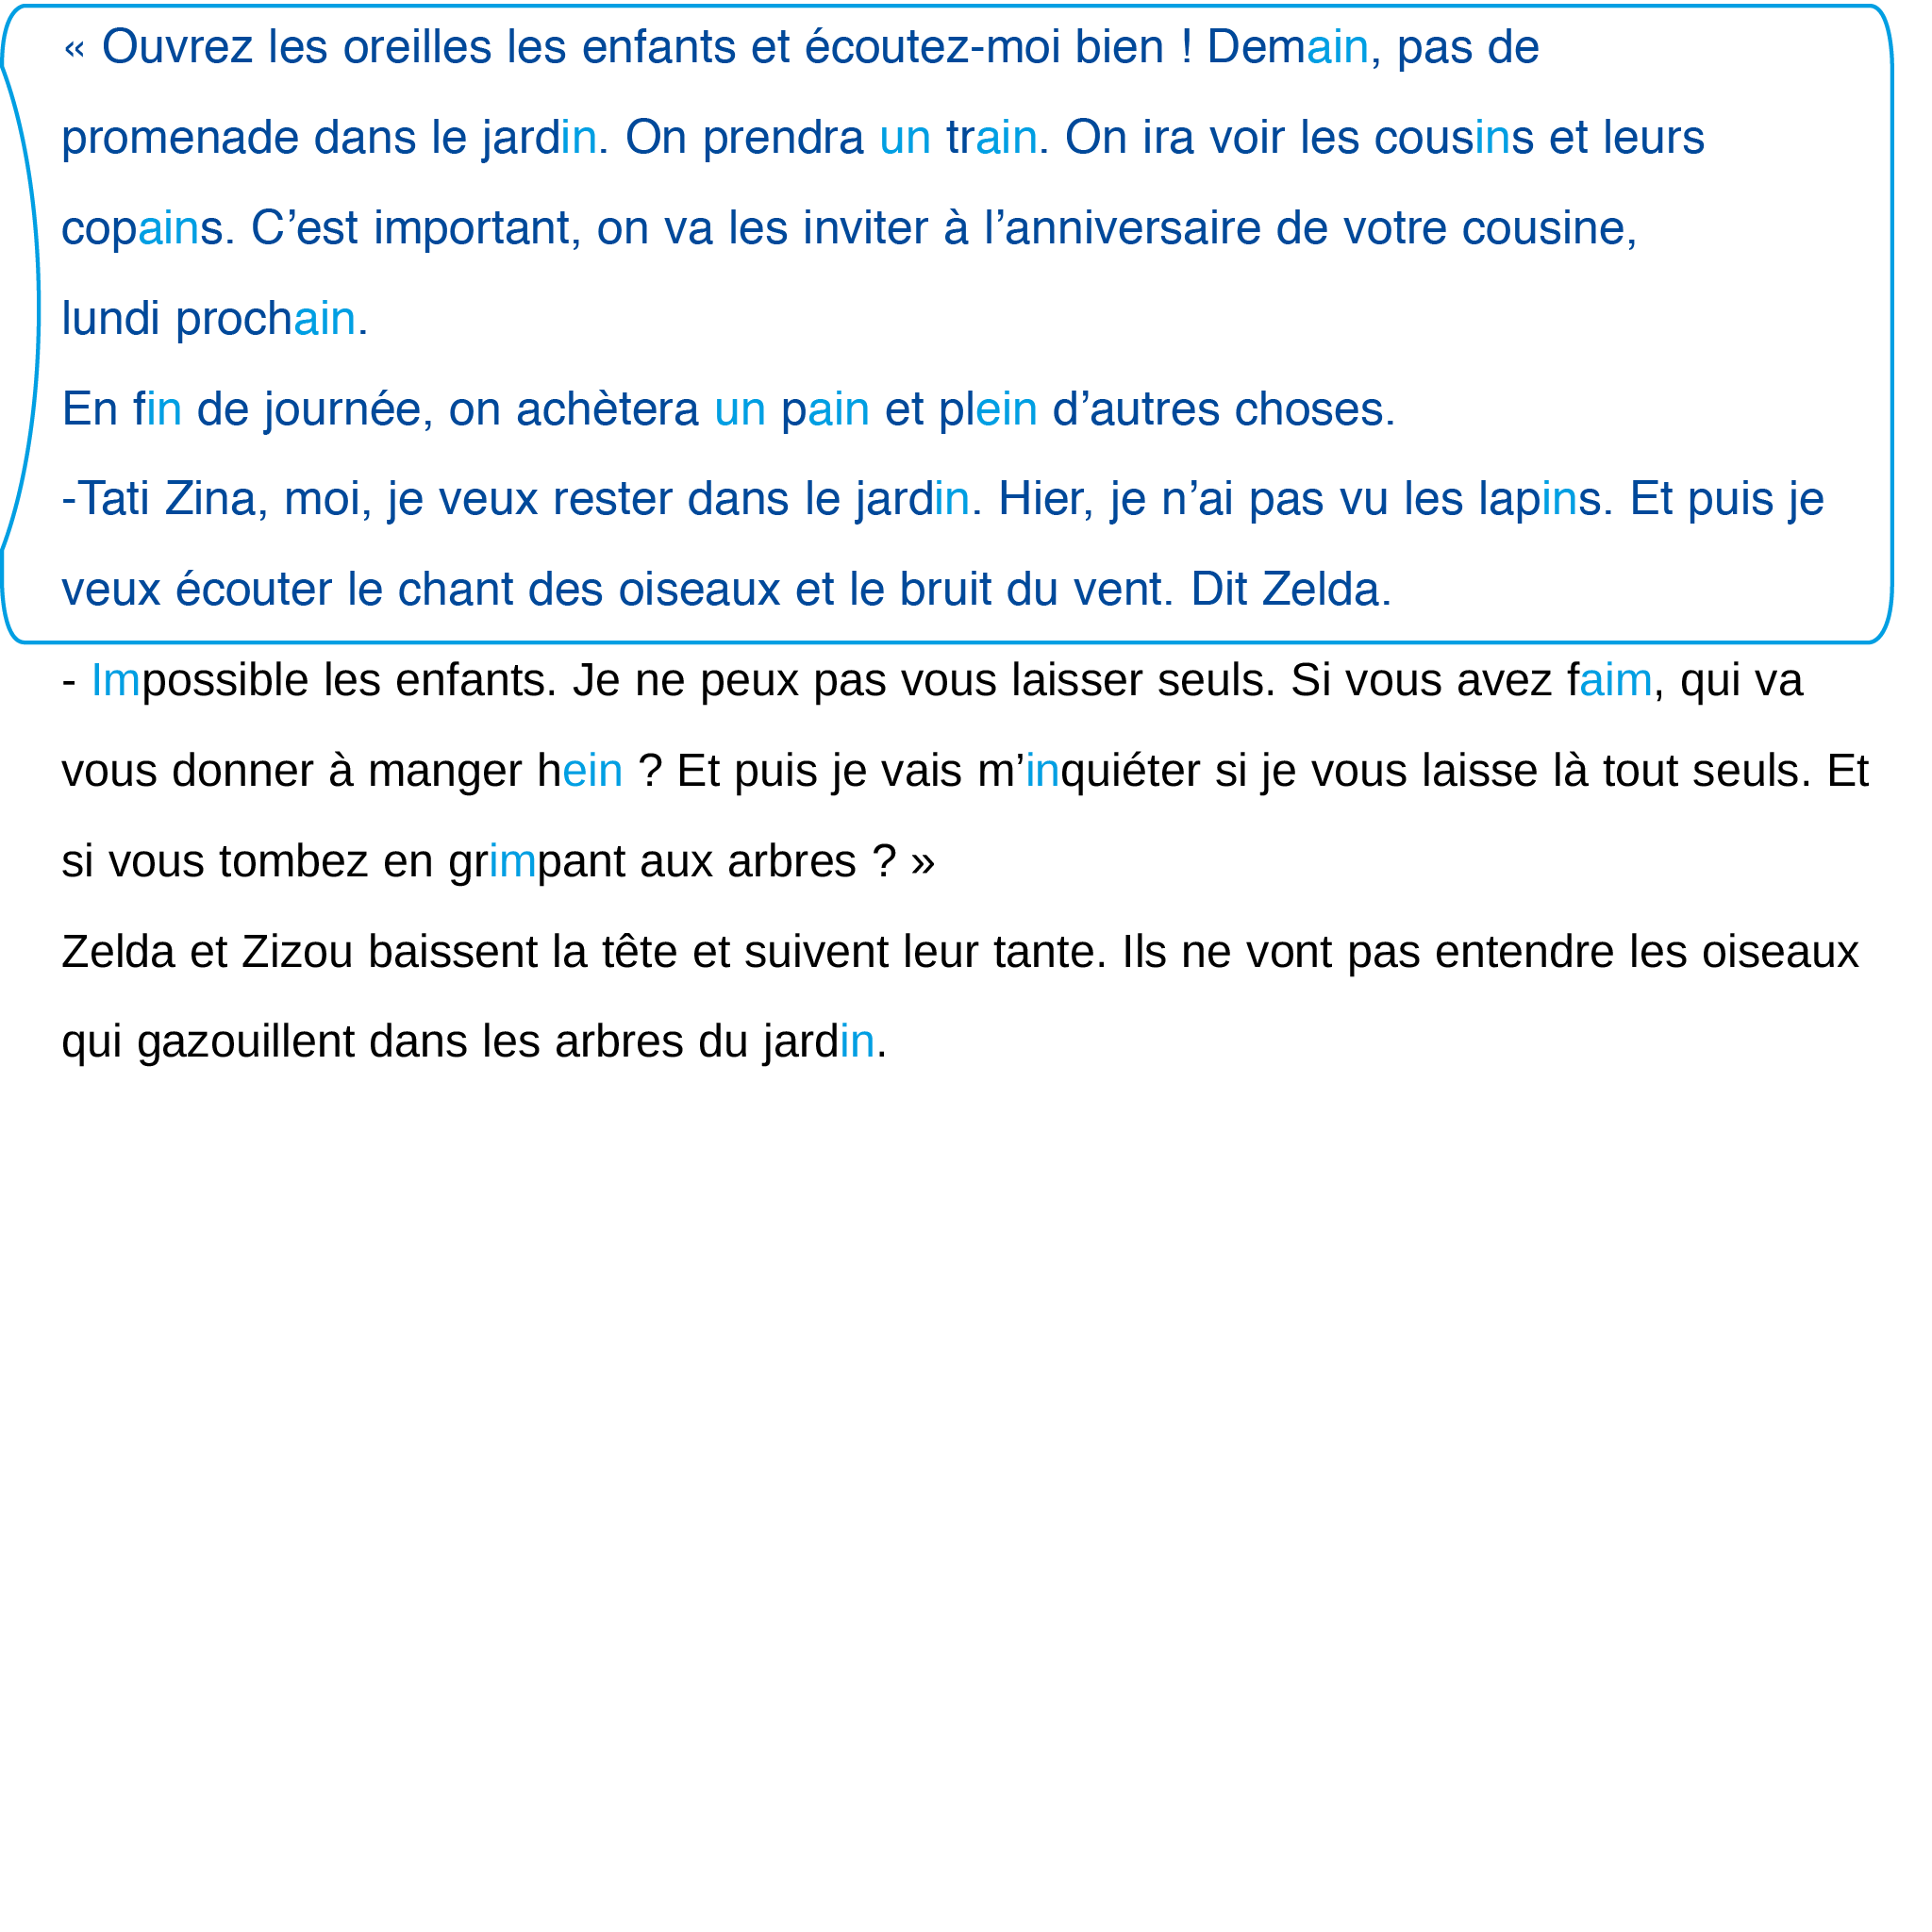 « Ouvrez les oreilles les enfants et écoutez-moi bien ! Demain, pas de
promenade dans le jardin. On prendra un train. On ira voir les cousins et leurs
copains. C’est important, on va les inviter à l’anniversaire de votre cousine,
lundi prochain.
En fin de journée, on achètera un pain et plein d’autres choses.
-Tati Zina, moi, je veux rester dans le jardin. Hier, je n’ai pas vu les lapins. Et puis je
veux écouter le chant des oiseaux et le bruit du vent. Dit Zelda.
- Impossible les enfants. Je ne peux pas vous laisser seuls. Si vous avez faim, qui va
vous donner à manger hein ? Et puis je vais m’inquiéter si je vous laisse là tout seuls. Et
si vous tombez en grimpant aux arbres ? »
Zelda et Zizou baissent la tête et suivent leur tante. Ils ne vont pas entendre les oiseaux
qui gazouillent dans les arbres du jardin.